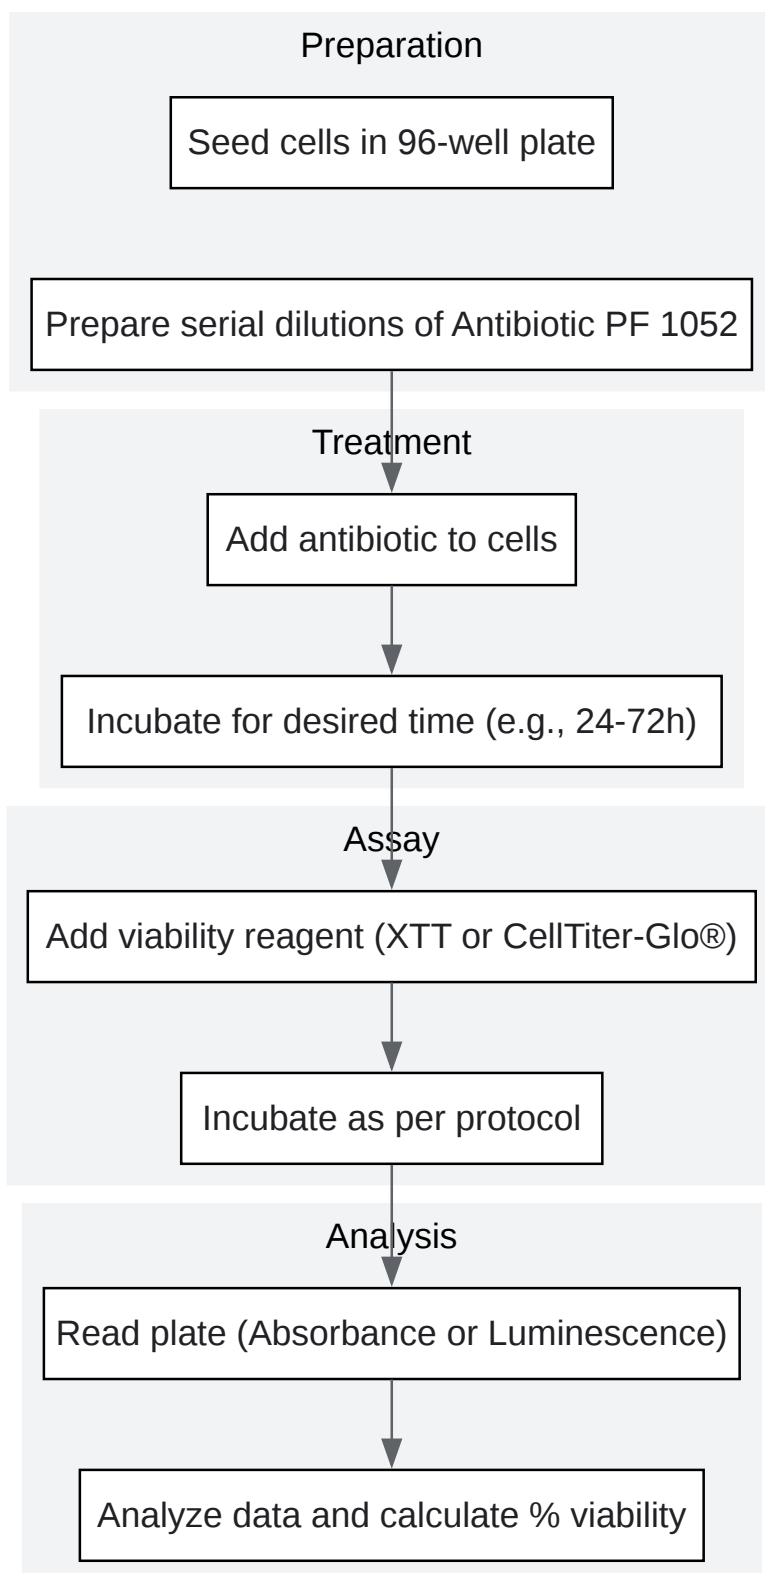 Preparation
Seed cells in 96-well plate
Prepare serial dilutions of Antibiotic PF 1052
Treatment
Add antibiotic to cells
Incubate for desired time (e.g., 24-72h)
Assay
Add viability reagent (XTT or CellTiter-Glo®)
Incubate as per protocol
Analysis
Read plate (Absorbance or Luminescence)
Analyze data and calculate % viability